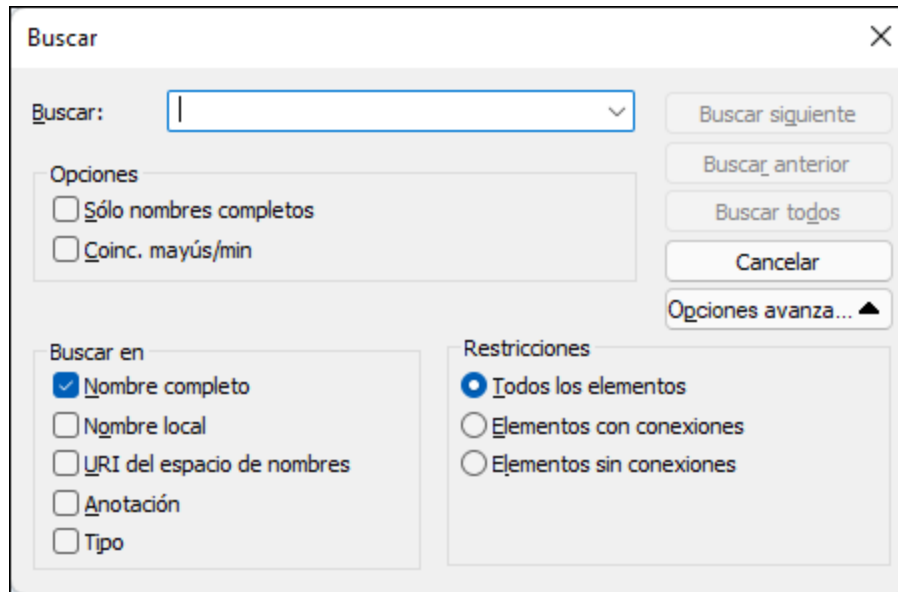 Buscar
Buscar:
Buscar siguiente
Buscar anterior
Buscar todos
Cancelar
Opciones avanza...
Opciones
Sólo nombres completos
Coinc. mayús/min
Buscar en
Nombre completo
Nombre local
URI del espacio de nombres
Anotación
Tipo
Restricciones
Todos los elementos
Elementos con conexiones
Elementos sin conexiones